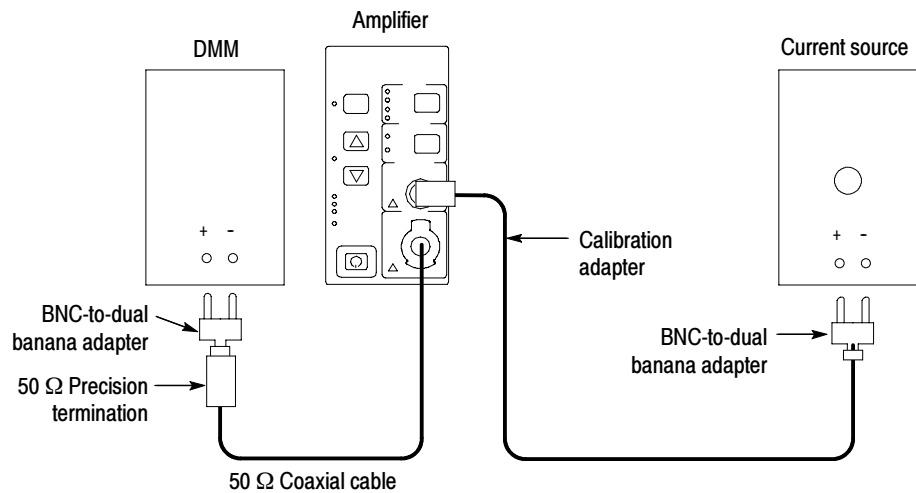 Amplifier
DMM
Current source
+ -
+ -
Calibration
adapter
BNC-to-dual
banana adapter
BNC-to-dual
banana adapter
50 Ω Precision
termination
50 Ω Coaxial cable